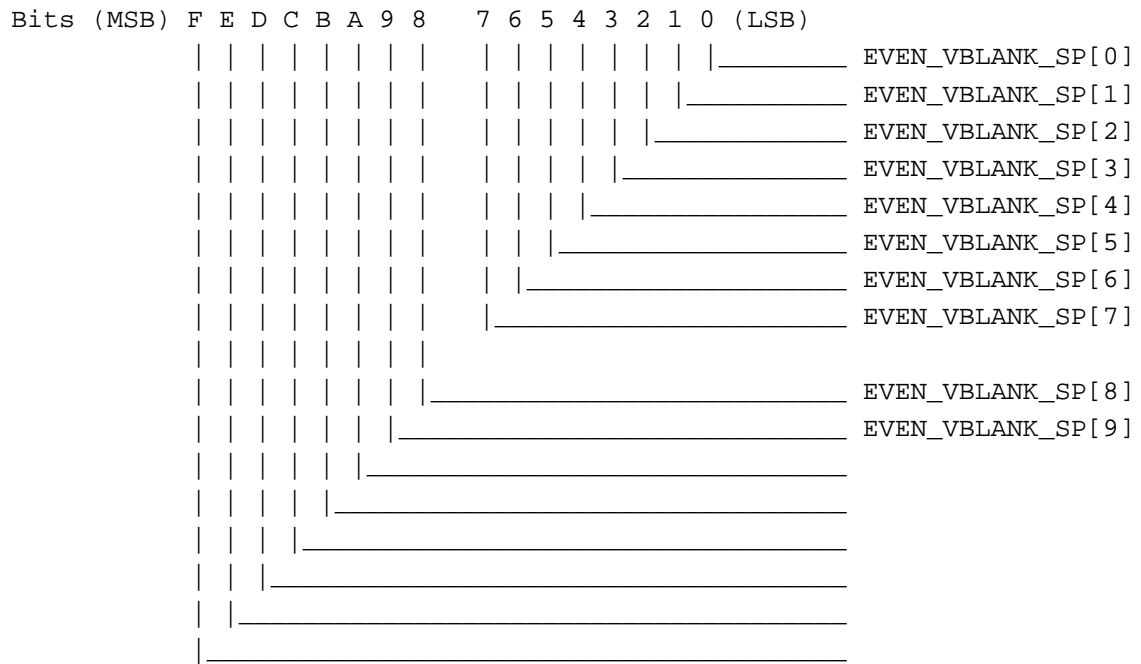 Bits (MSB) F E D C B A 9 8 7 6 5 4 3 2 1 0 (LSB)
EVEN_VBLANK_SP[0]
EVEN_VBLANK_SP[1]
EVEN_VBLANK_SP[2]
EVEN_VBLANK_SP[3]
EVEN_VBLANK_SP[4]
EVEN_VBLANK_SP[5]
EVEN_VBLANK_SP[6]
EVEN_VBLANK_SP[7]
EVEN_VBLANK_SP[8]
EVEN_VBLANK_SP[9]